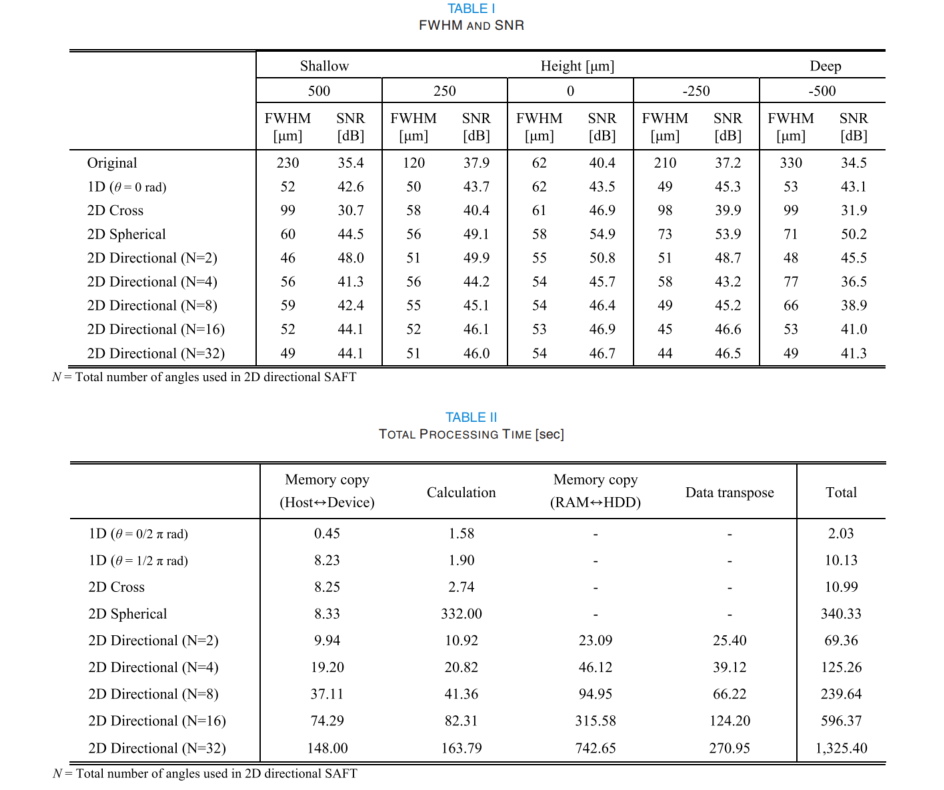 TABLE I
FWHM AND SNR
Shallow Height [μm] Deep
500 250 0 -250 -500
FWHM SNR FWHM SNR FWHM SNR FWHM SNR FWHM SNR
[μm] [dB] [μm] [dB] [μm] [dB] [μm] [dB] [μm] [dB]
Original 230 35.4 120 37.9 62 40.4 210 37.2 330 34.5
1D (θ = 0 rad) 52 42.6 50 43.7 62 43.5 49 45.3 53 43.1
2D Cross 99 30.7 58 40.4 61 46.9 98 39.9 99 31.9
2D Spherical 60 44.5 56 49.1 58 54.9 73 53.9 71 50.2
2D Directional (N=2) 46 48.0 51 49.9 55 50.8 51 48.7 48 45.5
2D Directional (N=4) 56 41.3 56 44.2 54 45.7 58 43.2 77 36.5
2D Directional (N=8) 59 42.4 55 45.1 54 46.4 49 45.2 66 38.9
2D Directional (N=16) 52 44.1 52 46.1 53 46.9 45 46.6 53 41.0
2D Directional (N=32) 49 44.1 51 46.0 54 46.7 44 46.5 49 41.3
N = Total number of angles used in 2D directional SAFT
TABLE II
TOTAL PROCESSING TIME [sec]
Memory copy Calculation Memory copy Data transpose Total
(Host↔Device) (RAM↔HDD)
1D (θ = 0/2 π rad) 0.45 1.58 - - 2.03
1D (θ = 1/2 π rad) 8.23 1.90 - - 10.13
2D Cross 8.25 2.74 - - 10.99
2D Spherical 8.33 332.00 - - 340.33
2D Directional (N=2) 9.94 10.92 23.09 25.40 69.36
2D Directional (N=4) 19.20 20.82 46.12 39.12 125.26
2D Directional (N=8) 37.11 41.36 94.95 66.22 239.64
2D Directional (N=16) 74.29 82.31 315.58 124.20 596.37
2D Directional (N=32) 148.00 163.79 742.65 270.95 1,325.40
N = Total number of angles used in 2D directional SAFT